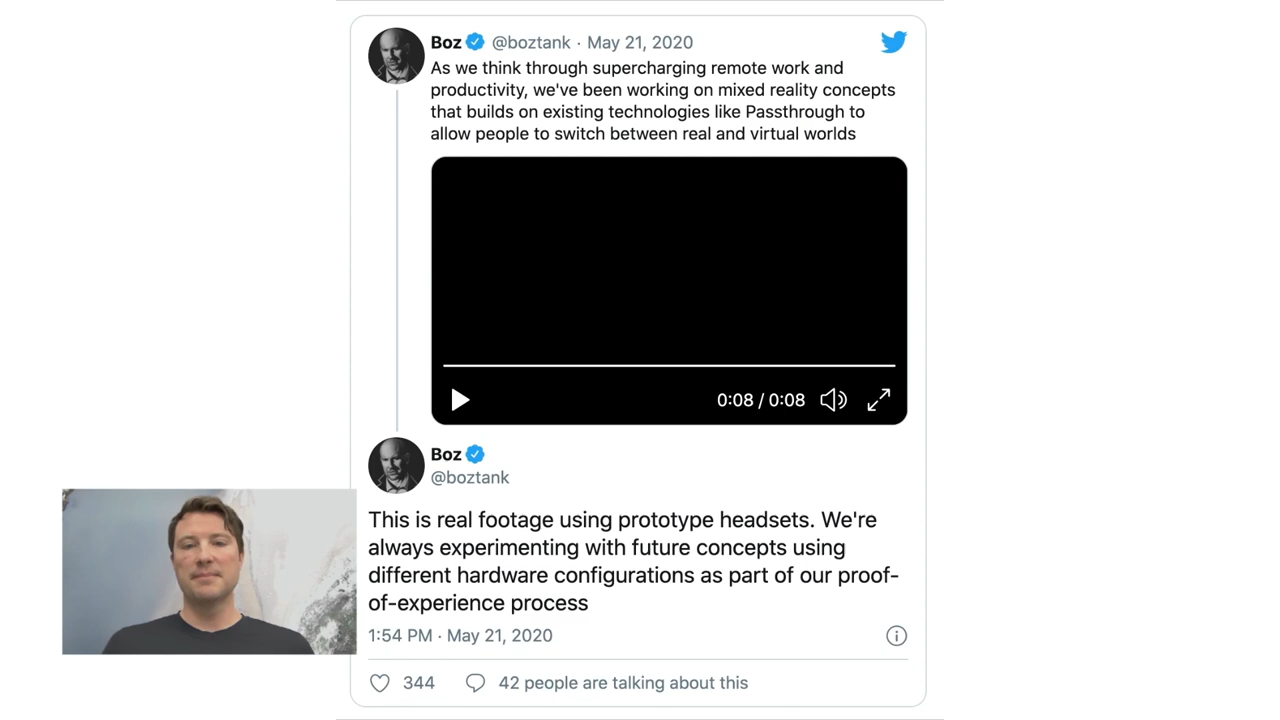 Boz @boztank · May 21, 2020
As we think through supercharging remote work and
productivity, we've been working on mixed reality concepts
that builds on existing technologies like Passthrough to
allow people to switch between real and virtual worlds
0:08 / 0:08
Boz
@boztank
This is real footage using prototype headsets. We're
always experimenting with future concepts using
different hardware configurations as part of our proof-
of-experience process
1:54 PM · May 21, 2020
344 42 people are talking about this